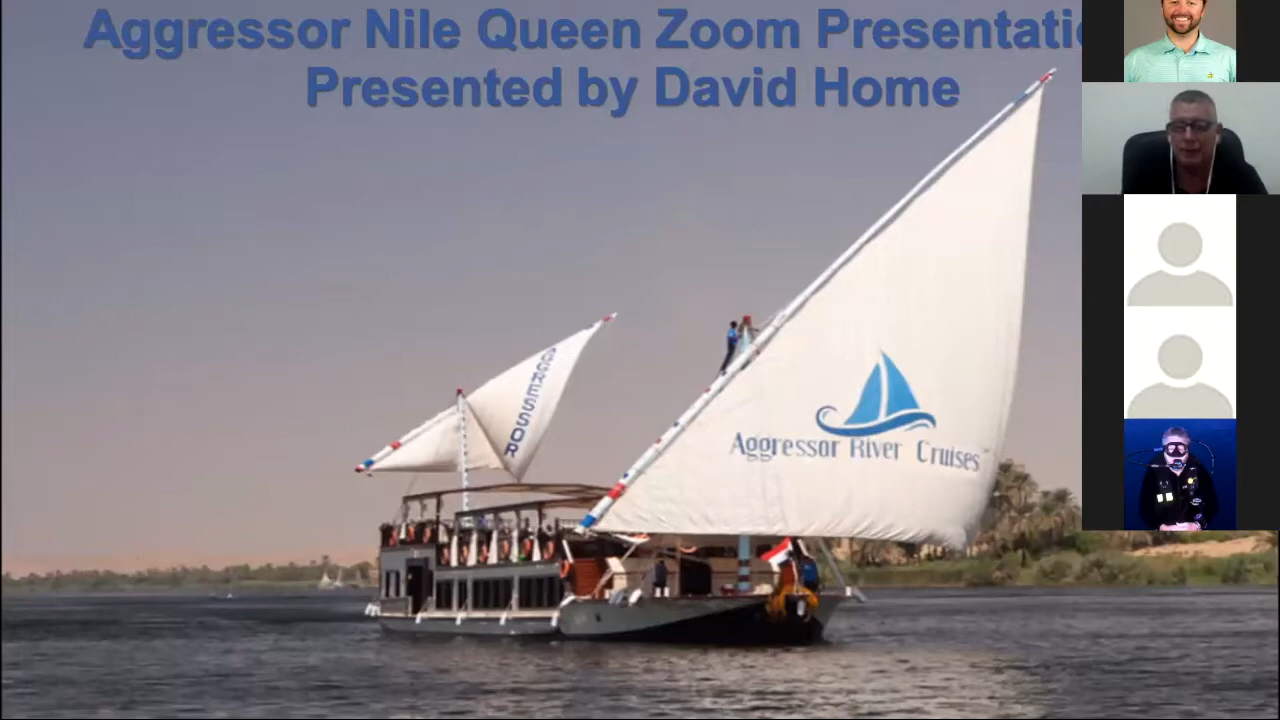 Aggressor Nile Queen Zoom Presentatio
Presented by David Home
AGGRESSOR
Aggressor River Cruises